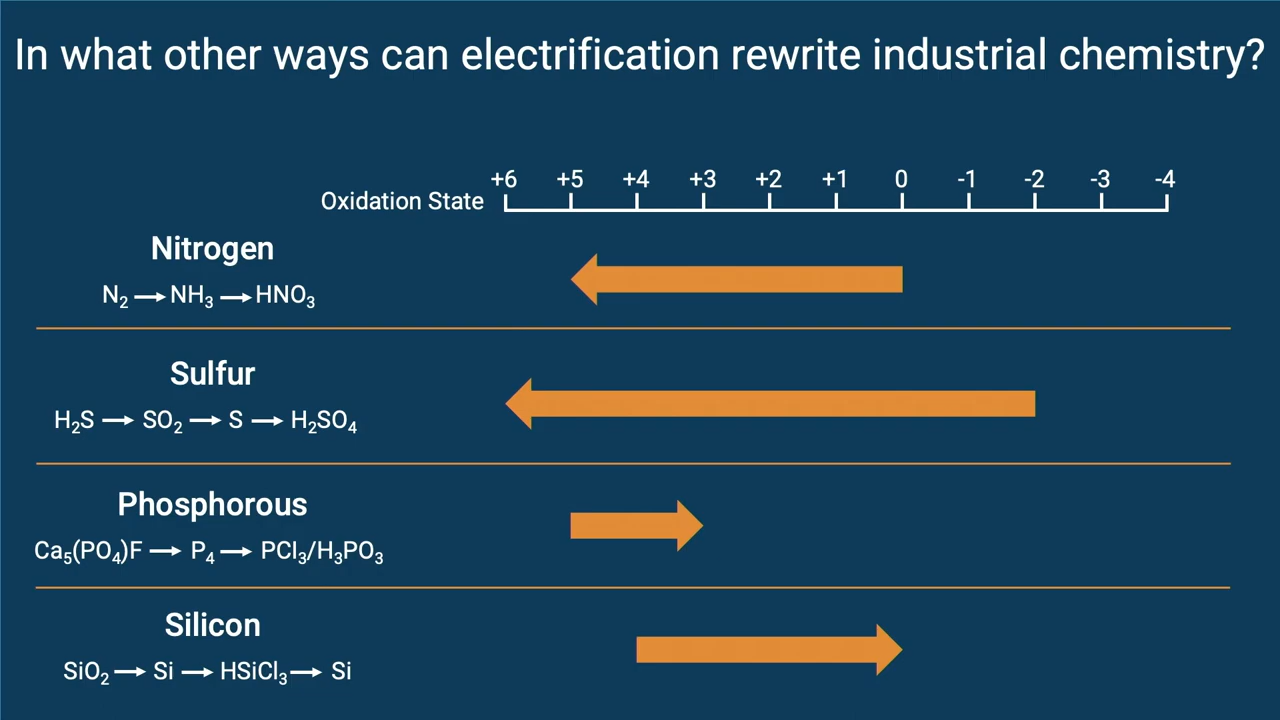 In what other ways can electrification rewrite industrial chemistry?
+6 +5 +4 +3 +2 +1 0 -1 -2 -3 -4
Oxidation State
Nitrogen
N₂ → NH₃ → HNO₃
Sulfur
H₂S → SO₂ → S → H₂SO₄
Phosphorous
Ca₅(PO₄)F → P₄ → PCl₃/H₃PO₃
Silicon
SiO₂ → Si → HSiCl₃ → Si